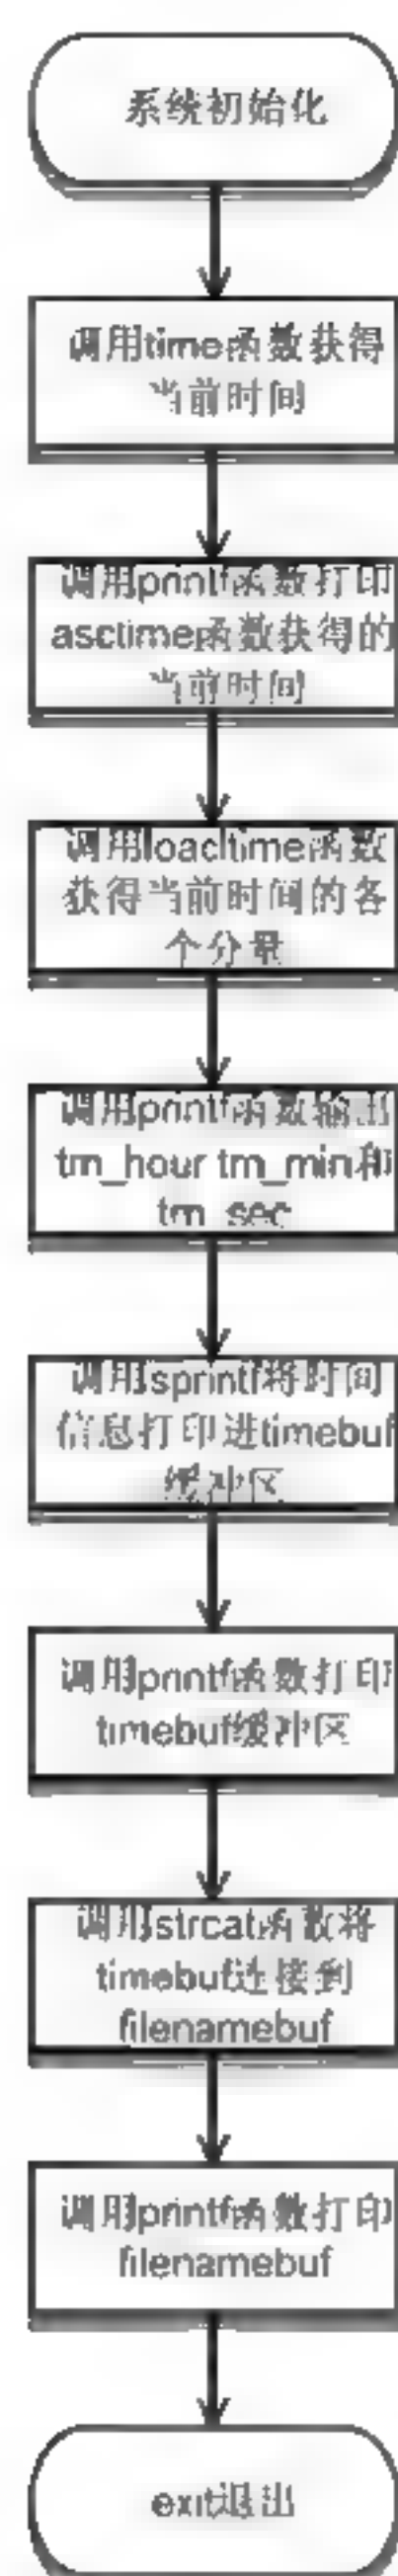 系统初始化
调用time函数获得
当前时间
调用printf函数打印
asctime函数获得的
当前时间
调用loacltime函数
获得当前时间的各
个分量
调用printf函数输出
tm_hour tm_min和
tm_sec
调用sprintf将时间
信息打印进timebuf
缓冲区
调用printf函数打印
timebuf缓冲区
调用strcat函数将
timebuf连接到
filenamebuf
调用printf函数打印
filenamebuf
exit退出